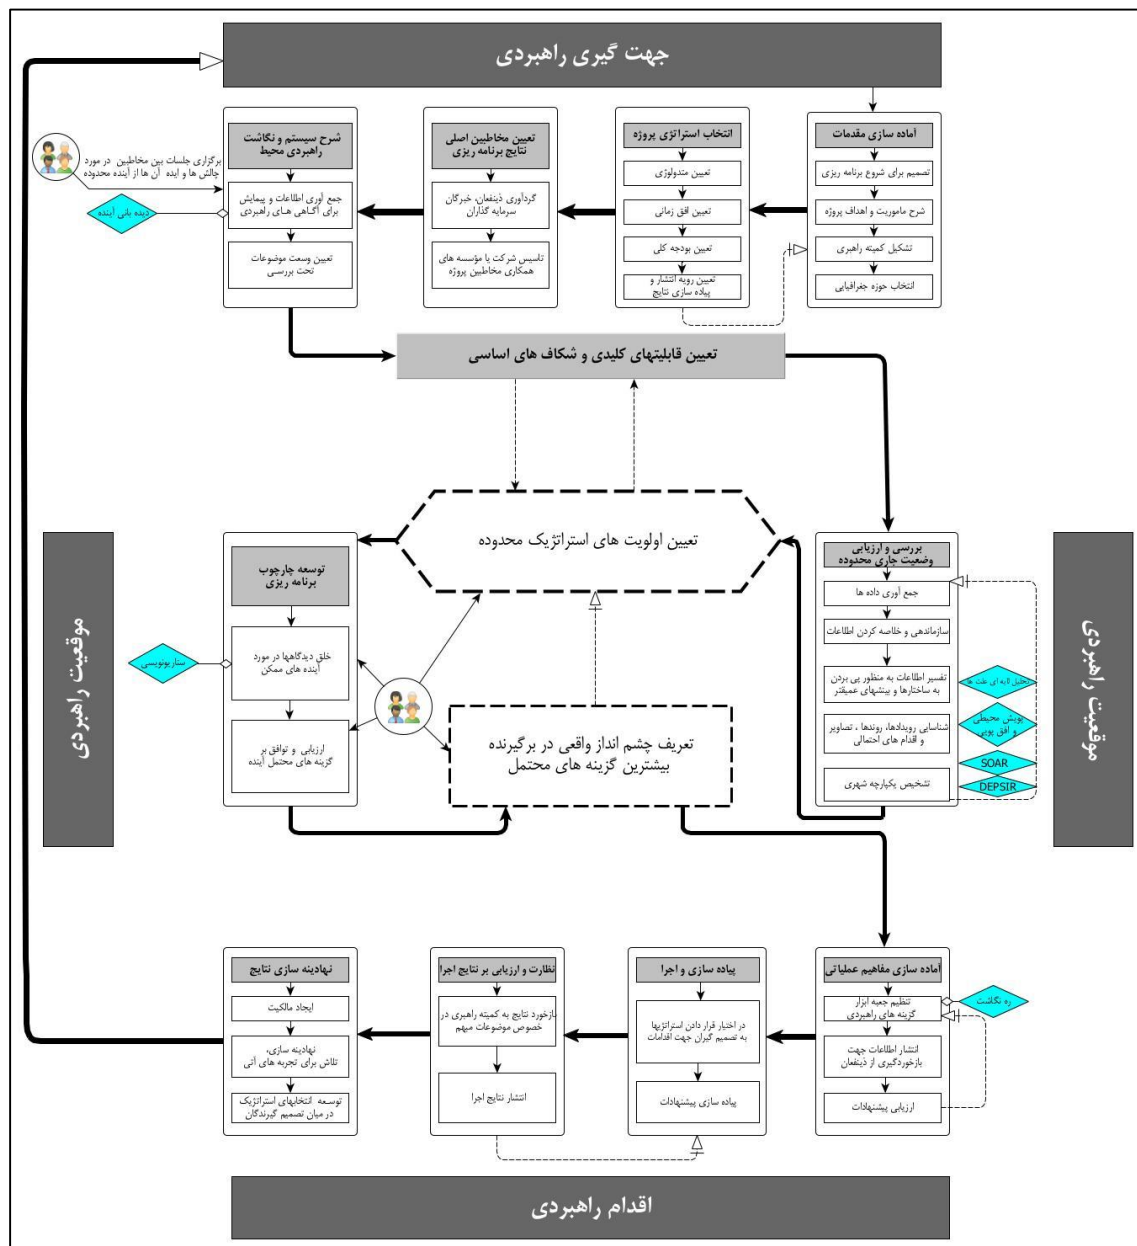 جهت گیری راهبردی
آماده سازی مقدمات
تصمیم برای شروع برنامه ریزی
شرح ماموریت و اهداف پروژه
تشکیل کمیته راهبری
انتخاب حوزه جغرافیایی
انتخاب استراتژی پروژه
تعیین متدولوژی
تعیین افق زمانی
تعیین بودجه کلی
تعیین رویه انتشار و
پیاده سازی نتایج
تعیین مخاطبین اصلی
نتایج برنامه ریزی
گردآوری ذینفعان، خبرگان
سرمایه گذاران
تاسیس شرکت یا مؤسسه های
همکاری مخاطبین پروژه
شرح سیستم و نگاشت
راهبردی محیط
جمع آوری اطلاعات و پیمایش
برای آگاهی های راهبردی
تعیین وسعت موضوعات
تحت بررسی
برگزاری جلسات بین مخاطبین در مورد
چالش ها و ایده آن ها از آینده محدوده
دیده بانی آینده
تعیین قابلیتهای کلیدی و شکاف های اساسی
موقعیت راهبردی
بررسی و ارزیابی
وضعیت جاری محدوده
جمع آوری داده ها
سازماندهی و خلاصه کردن اطلاعات
تفسیر اطلاعات به منظور پی بردن
به ساختارها و بینشهای عمیقتر
شناسایی رویدادها، روندها ، تصاویر
و اقدام های احتمالی
تشخیص یکپارچه شهری
تحلیل لایه ای علت ها
پویش محیطی
و افق پویی
SOAR
DEPSIR
تعیین اولویت های استراتژیک محدوده
تعریف چشم انداز واقعی در برگیرنده
بیشترین گزینه های محتمل
توسعه چارچوب
برنامه ریزی
خلق دیدگاهها در مورد
آینده های ممکن
ارزیابی و توافق بر
گزینه های محتمل آینده
سناریونویسی
موقعیت راهبردی
آماده سازی مفاهیم عملیاتی
تنظیم جعبه ابزار
گزینه های راهبردی
انتشار اطلاعات جهت
بازخوردگیری از ذینفعان
ارزیابی پیشنهادات
ره نگاشت
پیاده سازی و اجرا
در اختیار قرار دادن استراتژیها
به تصمیم گیران جهت اقدامات
پیاده سازی پیشنهادات
نظارت و ارزیابی بر نتایج اجرا
بازخورد نتایج به کمیته راهبری در
خصوص موضوعات مبهم
انتشار نتایج اجرا
نهادینه سازی نتایج
ایجاد مالکیت
نهادینه سازی،
تلاش برای تجربه های آتی
توسعه انتخابهای استراتژیک
در میان تصمیم گیرندگان
اقدام راهبردی